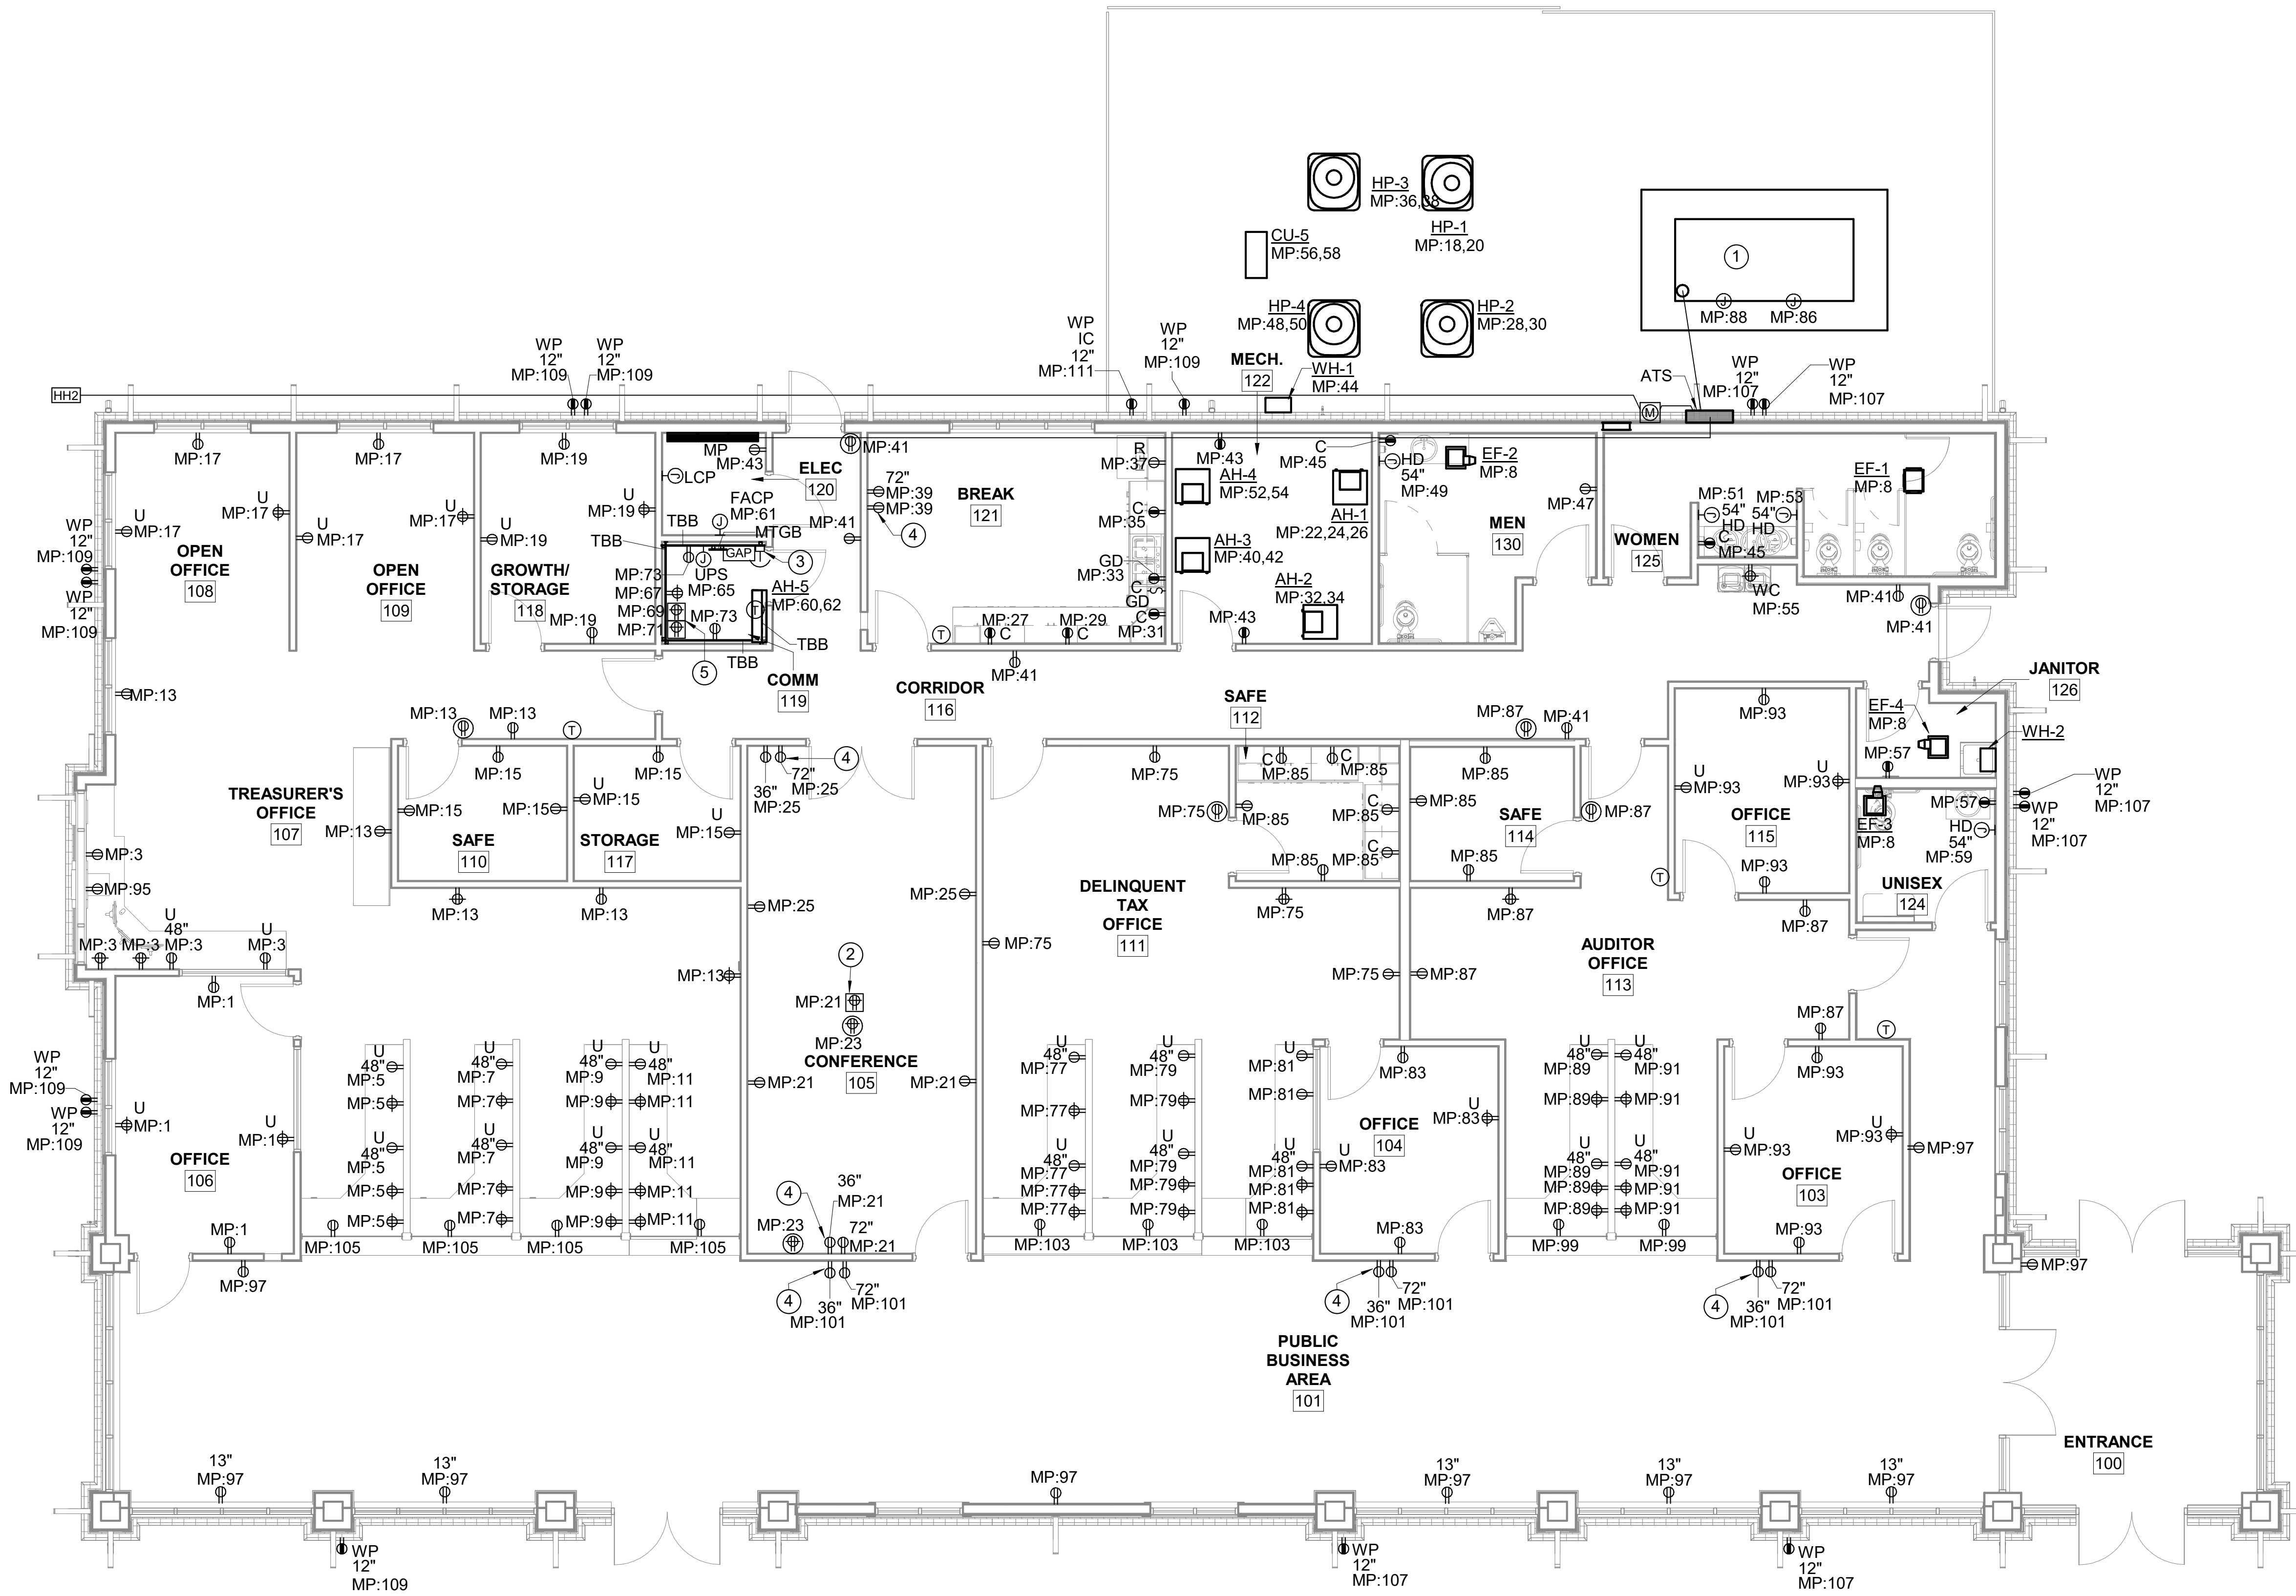 HP-3
MP:36,38
HP-1
MP:18,20
CU-5
MP:56,58
HP-4
MP:48,50
HP-2
MP:28,30
1
J
J
MP:88
MP:86
WP
12"
MP:109
WP
12"
MP:109
WP
IC
12"
MP:111
WP
12"
MP:109
MECH.
122
WH-1
MP:44
ATS
WP
12"
MP:107
WP
12"
MP:107
HH2
M
MP:17
MP:17
MP:19
MP
MP:43
LCP
ELEC
120
FACP
MP:61
J
MP:41
72"
MP:39
MP:39
4
MP:41
BREAK
121
R
MP:37
C
MP:35
GD
MP:33
C
S
GD
C
MP:31
MP:27
C
MP:29
C
T
MP:41
MP:43
AH-4
MP:52,54
AH-1
MP:22,24,26
AH-3
MP:40,42
AH-2
MP:32,34
MP:43
C
MP:45
HD
54"
MP:49
EF-2
MP:8
MP:47
MEN
130
WOMEN
125
MP:51
54"
HD
MP:53
54"
HD
C
MP:45
EF-1
MP:8
WC
MP:55
MP:41
MP:41
U
MP:17
U
MP:17
OPEN
OFFICE
108
U
MP:17
U
MP:17
OPEN
OFFICE
109
U
MP:19
U
MP:19
GROWTH/
STORAGE
118
MP:19
TBB
TBB
MTGB
GAP
3
J
MP:73
UPS
MP:65
MP:67
MP:69
MP:71
MP:73
AH-5
MP:60,62
T
TBB
TBB
5
COMM
119
CORRIDOR
116
WP
12"
MP:109
WP
12"
MP:109
MP:13
MP:13
MP:13
T
SAFE
112
MP:87
MP:41
MP:93
JANITOR
126
EF-4
MP:8
WH-2
MP:57
MP:15
MP:15
SAFE
110
MP:15
U
MP:15
MP:15
U
MP:15
STORAGE
117
36"
MP:25
72"
MP:25
4
MP:75
MP:75
C
MP:85
C
MP:85
MP:85
C
MP:85
C
MP:85
MP:85
MP:85
MP:85
SAFE
114
MP:85
MP:87
U
MP:93
U
MP:93
OFFICE
115
MP:93
T
EF-3
MP:8
MP:57
HD
54"
MP:59
UNISEX
124
WP
12"
MP:107
WP
12"
MP:107
TREASURER'S
OFFICE
107
MP:13
MP:3
MP:95
MP:3
MP:3
U
48"
MP:3
U
MP:3
MP:13
MP:13
MP:13
MP:25
MP:25
MP:75
DELINQUENT
TAX
OFFICE
111
MP:75
MP:75
MP:87
MP:87
MP:87
AUDITOR
OFFICE
113
MP:87
T
MP:1
U
MP:1
U
MP:1
OFFICE
106
MP:1
MP:97
WP
12"
MP:109
WP
12"
MP:109
2
MP:21
MP:23
CONFERENCE
105
MP:21
MP:21
U
48"
MP:5
MP:5
U
48"
MP:5
MP:5
MP:5
U
48"
MP:7
MP:7
U
48"
MP:7
MP:7
MP:7
U
48"
MP:9
MP:9
U
48"
MP:9
MP:9
MP:9
U
48"
MP:11
MP:11
U
48"
MP:11
MP:11
MP:11
MP:105
MP:105
MP:105
MP:105
36"
MP:21
4
72"
MP:21
MP:23
4
36"
MP:101
72"
MP:101
U
48"
MP:77
MP:77
U
48"
MP:77
MP:77
MP:77
U
48"
MP:79
MP:79
U
48"
MP:79
MP:79
MP:79
U
48"
MP:81
MP:81
U
48"
MP:81
MP:81
MP:81
MP:103
MP:103
MP:103
MP:83
U
MP:83
OFFICE
104
U
MP:83
MP:83
4
36"
MP:101
72"
MP:101
U
48"
MP:89
MP:89
U
48"
MP:89
MP:89
MP:89
U
48"
MP:91
MP:91
U
48"
MP:91
MP:91
MP:91
MP:99
MP:99
MP:93
U
MP:93
U
MP:93
OFFICE
103
MP:93
MP:97
MP:97
4
36"
MP:101
72"
MP:101
PUBLIC
BUSINESS
AREA
101
ENTRANCE
100
13"
MP:97
13"
MP:97
MP:97
13"
MP:97
13"
MP:97
13"
MP:97
WP
12"
MP:109
WP
12"
MP:107
WP
12"
MP:107